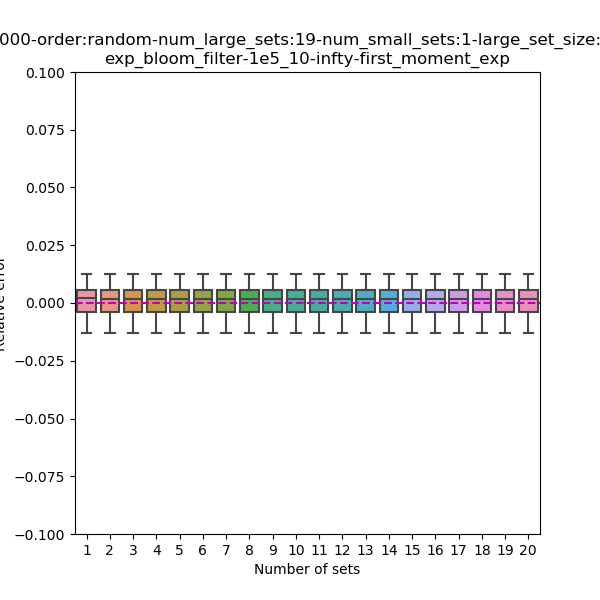 000-order:random-num_large_sets:19-num_small_sets:1-large_set_size:
exp_bloom_filter-1e5_10-infty-first_moment_exp
0.100
0.075
0.050
0.025
0.000
−0.025
−0.050
−0.075
−0.100
Relative error
1 2 3 4 5 6 7 8 9 10 11 12 13 14 15 16 17 18 19 20
Number of sets